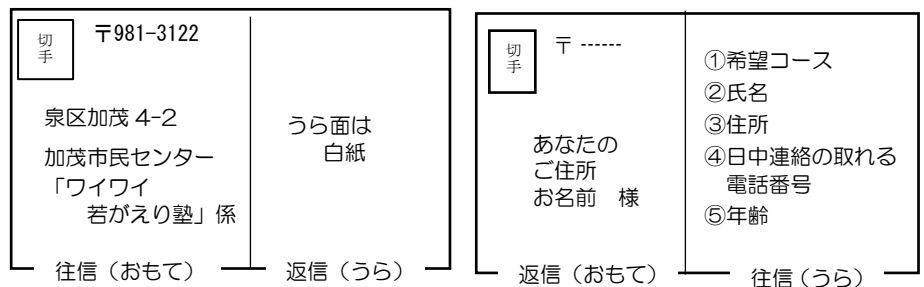 切手
〒981-3122
泉区加茂 4-2
加茂市民センター
「ワイワイ
若がえり塾」係
うら面は
白紙
往信（おもて）
返信（うら）
切手
〒 ------
あなたの
ご住所
お名前　様
①希望コース
②氏名
③住所
④日中連絡の取れる
電話番号
⑤年齢
返信（おもて）
往信（うら）